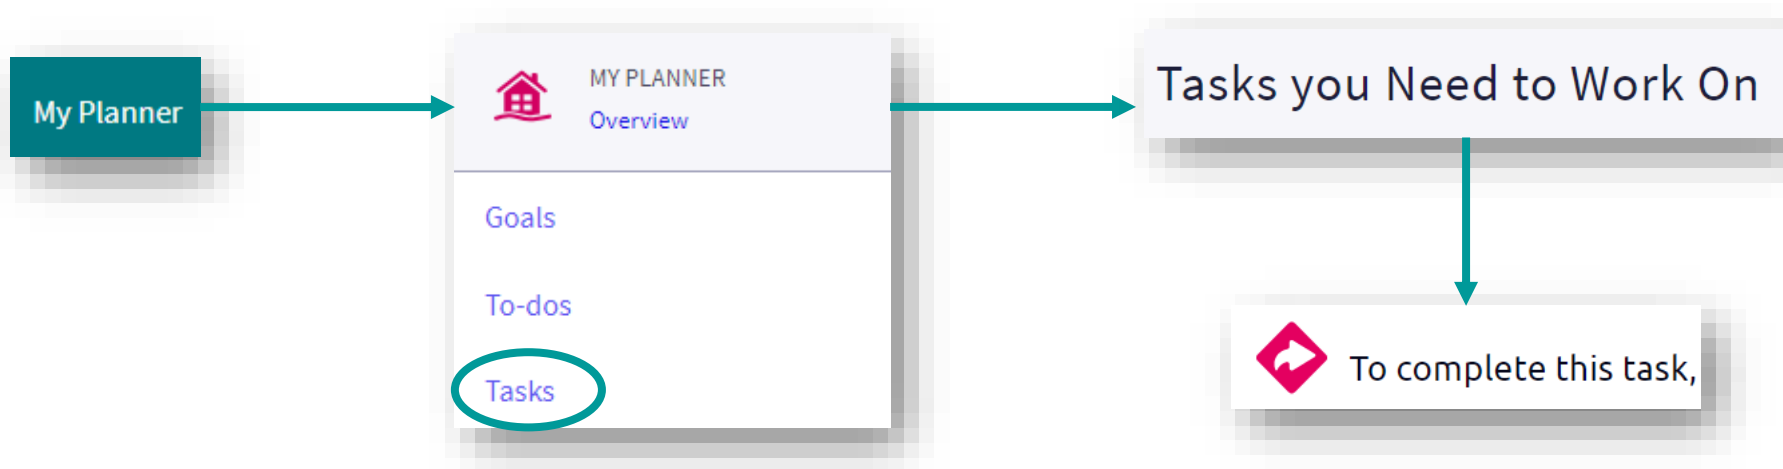 My Planner
MY PLANNER
Overview
Goals
To-dos
Tasks
Tasks you Need to Work On
To complete this task,